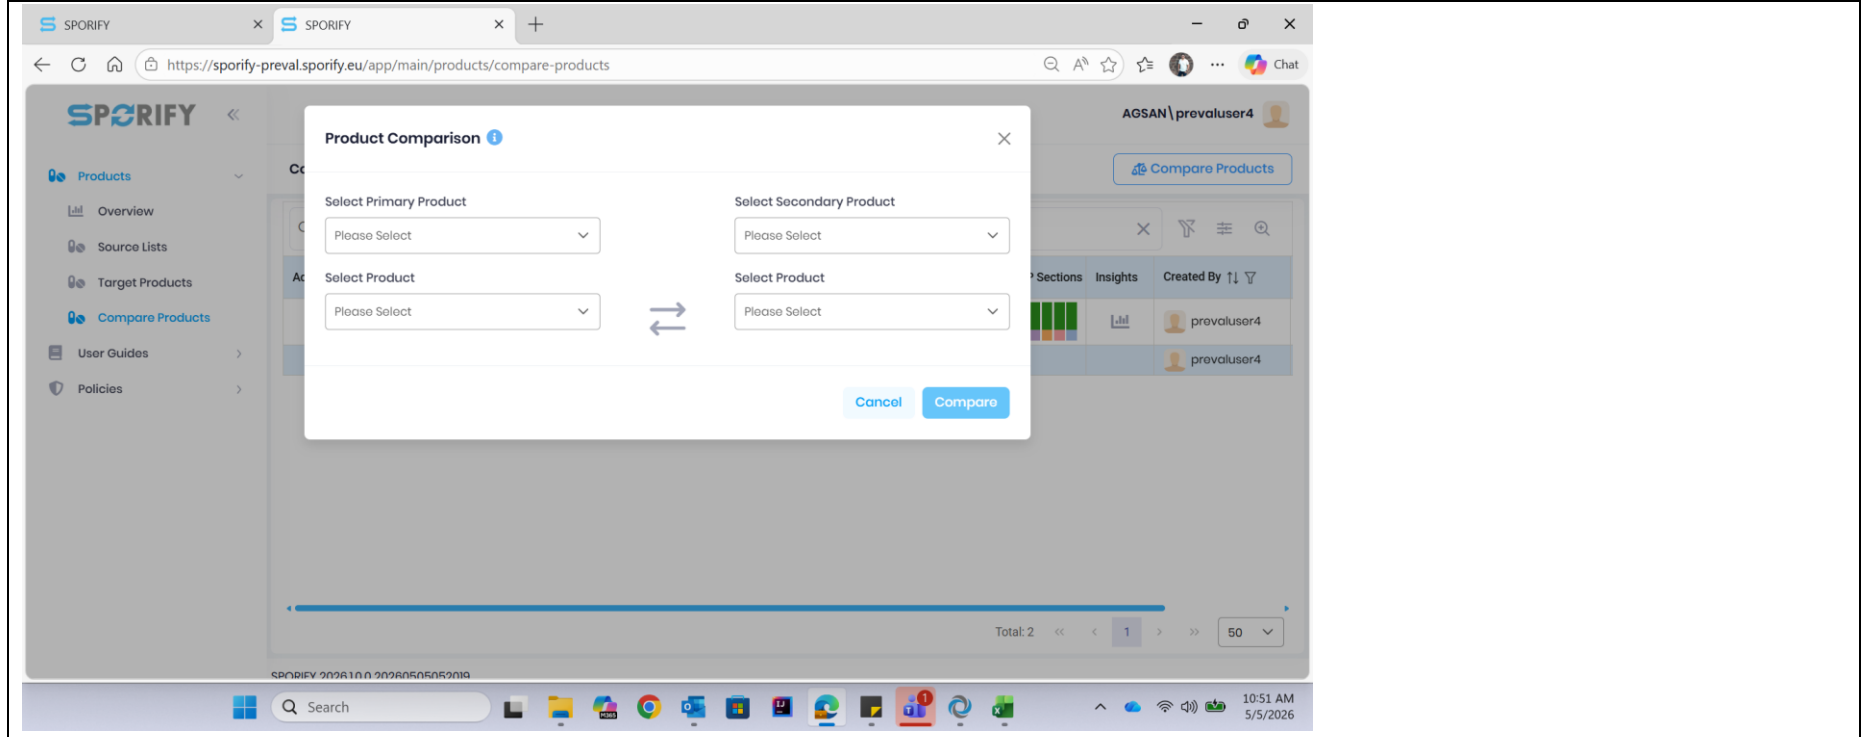 SPORIFY
SPORIFY
https://sporify-preval.sporify.eu/app/main/products/compare-products
Chat
SPORIFY
AGSAN\prevaluser4
Product Comparison
Products
Compare Products
Select Primary Product
Select Secondary Product
Overview
Please Select
Please Select
Source Lists
Select Product
Select Product
Sections
Insights
Created By
Target Products
Please Select
Please Select
prevaluser4
Compare Products
User Guides
prevaluser4
Policies
Cancel
Compare
Total: 2
1
50
SPORIFY 2026.1.0.0.20260505052019
Search
M365
1
10:51 AM
5/5/2026